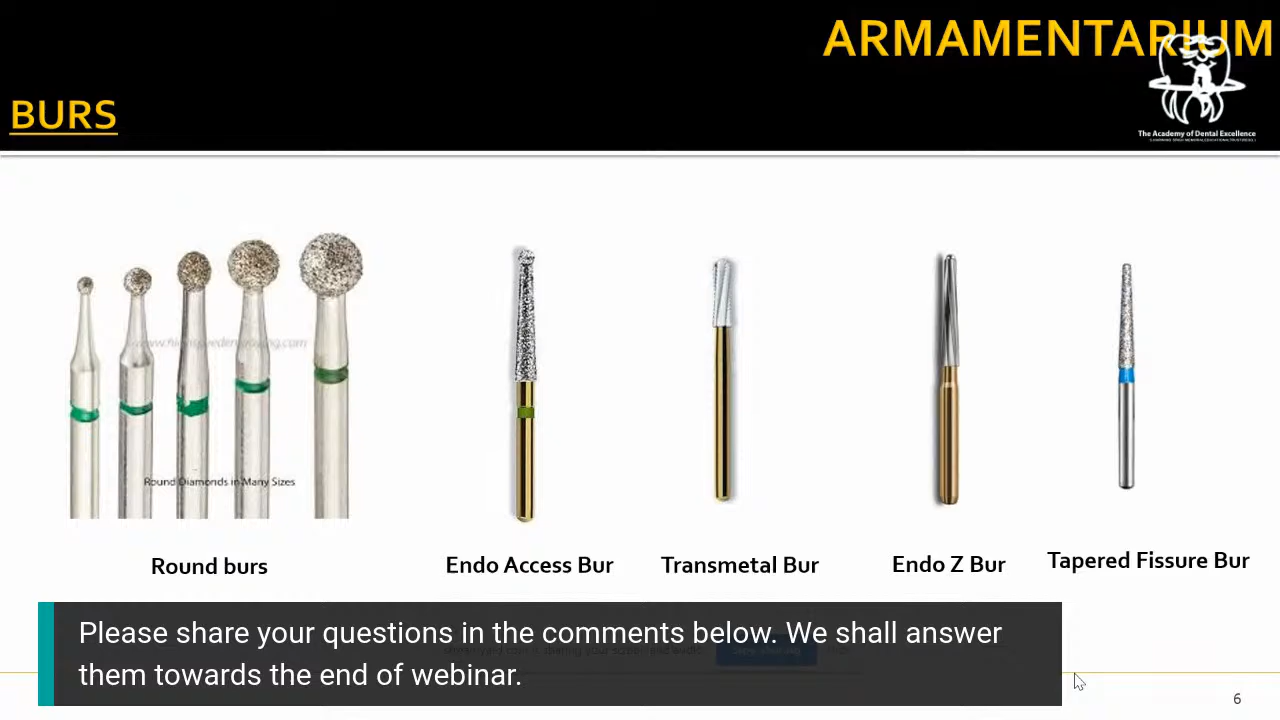 ARMAMENTARIUM
BURS
The Academy of Dental Excellence
Round Diamonds in Many Sizes
Round burs
Endo Access Bur
Transmetal Bur
Endo Z Bur
Tapered Fissure Bur
Please share your questions in the comments below. We shall answer
them towards the end of webinar.
6